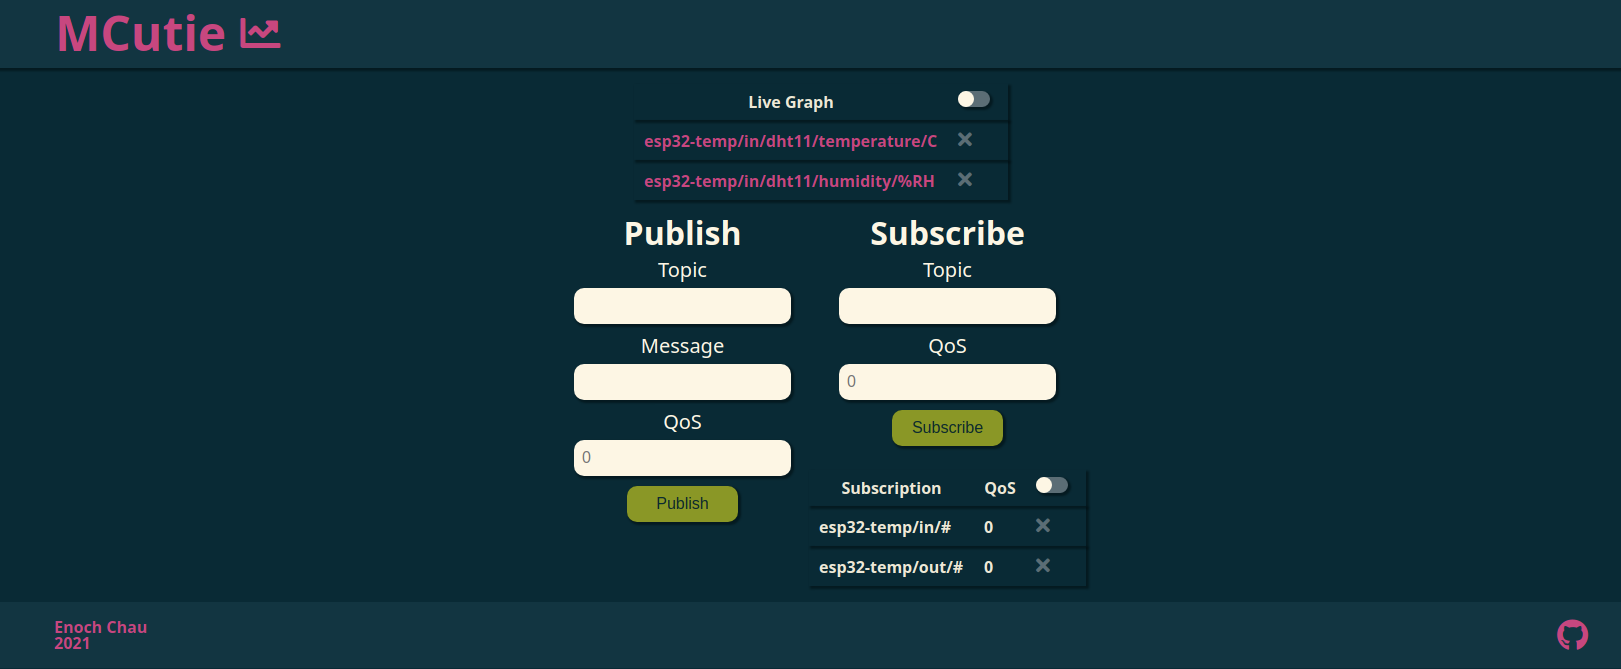 MCutie
Live Graph
esp32-temp/in/dht11/temperature/C
esp32-temp/in/dht11/humidity/%RH
Publish
Topic
Message
QoS
0
Publish
Subscribe
Topic
QoS
0
Subscribe
Subscription QoS
esp32-temp/in/# 0
esp32-temp/out/# 0
Enoch Chau
2021